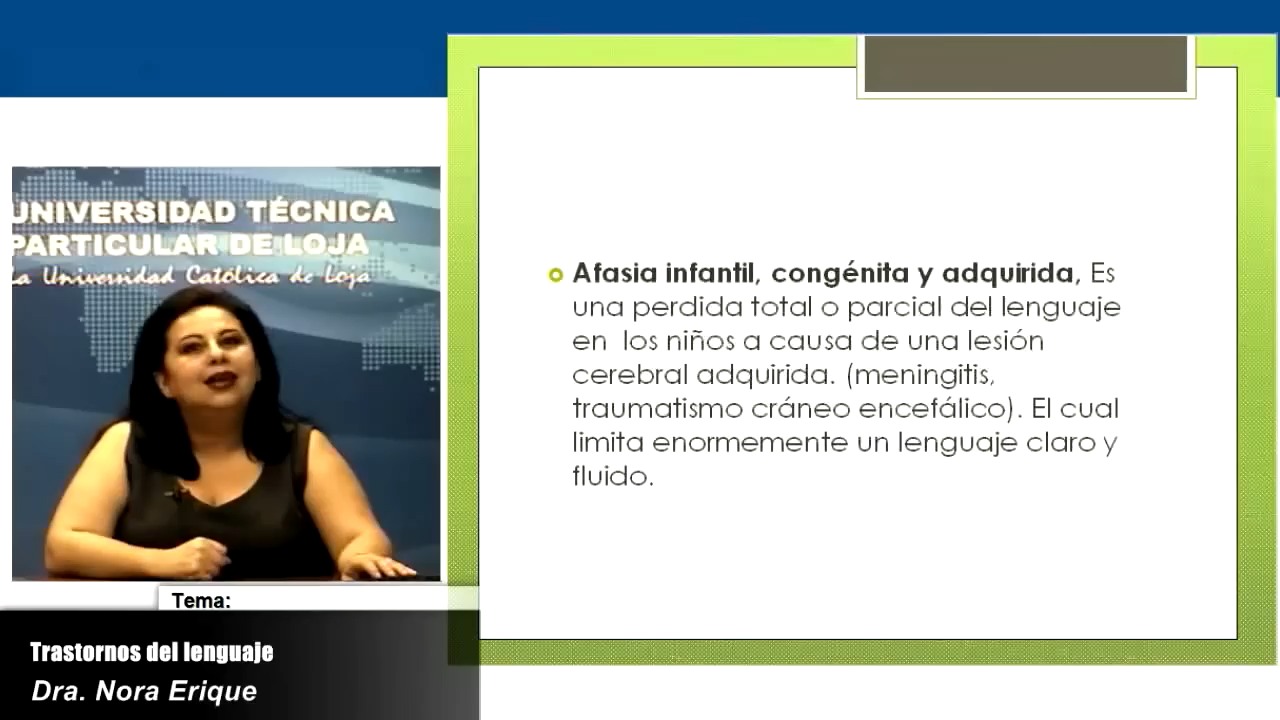 UNIVERSIDAD TÉCNICA
PARTICULAR DE LOJA
La Universidad Católica de Loja
Afasia infantil, congénita y adquirida, Es
una perdida total o parcial del lenguaje
en los niños a causa de una lesión
cerebral adquirida. (meningitis,
traumatismo cráneo encefálico). El cual
limita enormemente un lenguaje claro y
fluido.
Tema:
Trastornos del lenguaje
Dra. Nora Erique